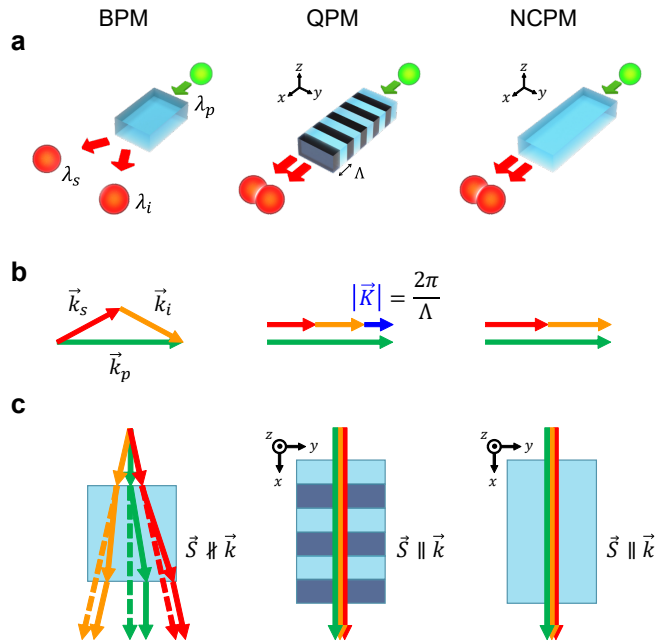 BPM QPM NCPM
a
z
x y
λp
λs
λi
z
x y
Λ
b
k⃗s k⃗i
k⃗p
|K⃗| = 2π/Λ
c
z y
x
S⃗ ∦ k⃗
S⃗ ∥ k⃗
z y
x
S⃗ ∥ k⃗